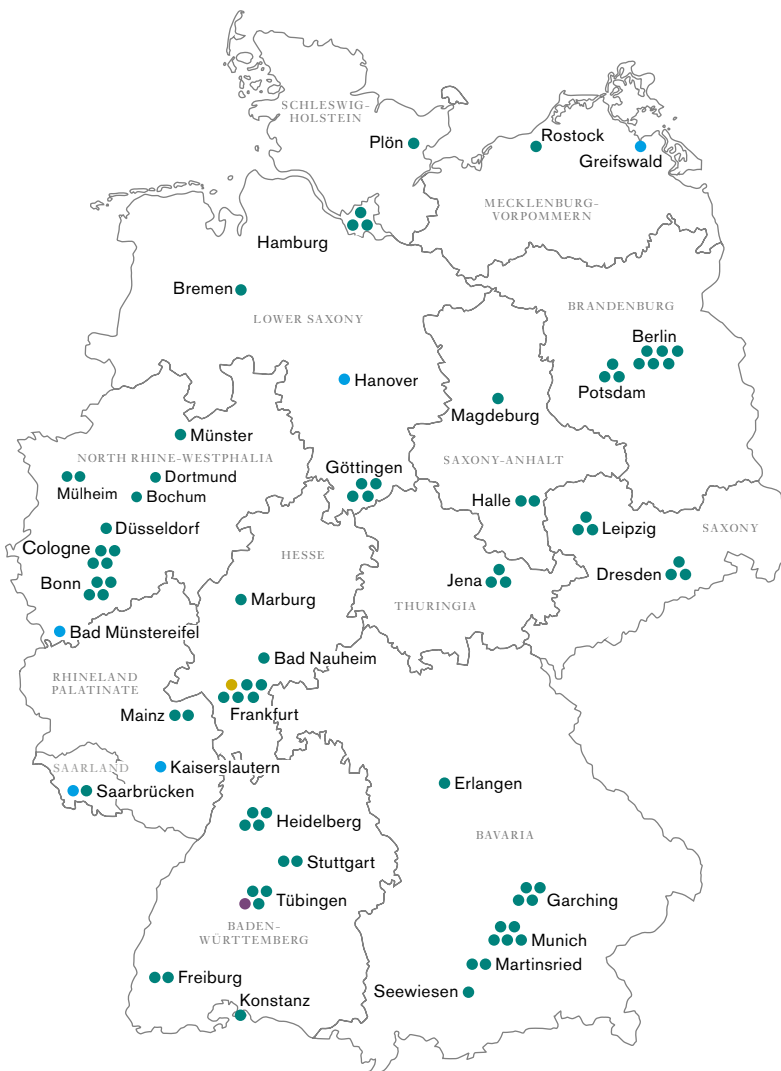 SCHLESWIG-
HOLSTEIN
Plön
Rostock
Greifswald
MECKLENBURG-
VORPOMMERN
Hamburg
Bremen
LOWER SAXONY
BRANDENBURG
Berlin
Potsdam
Hanover
Magdeburg
Münster
NORTH RHINE-WESTPHALIA
Dortmund
Mülheim
Bochum
Göttingen
SAXONY-ANHALT
Halle
Düsseldorf
Leipzig
SAXONY
Cologne
HESSE
Bonn
Jena
Dresden
Marburg
THURINGIA
Bad Münstereifel
Bad Nauheim
RHINELAND
PALATINATE
Mainz
Frankfurt
SAARLAND
Kaiserslautern
Saarbrücken
Erlangen
Heidelberg
BAVARIA
Stuttgart
Tübingen
Garching
BADEN-
WÜRTTEMBERG
Munich
Martinsried
Freiburg
Seewiesen
Konstanz